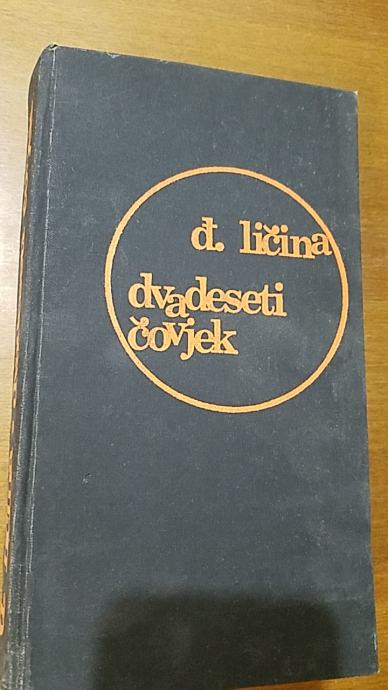 đ. ličina
dvadeseti
čovjek